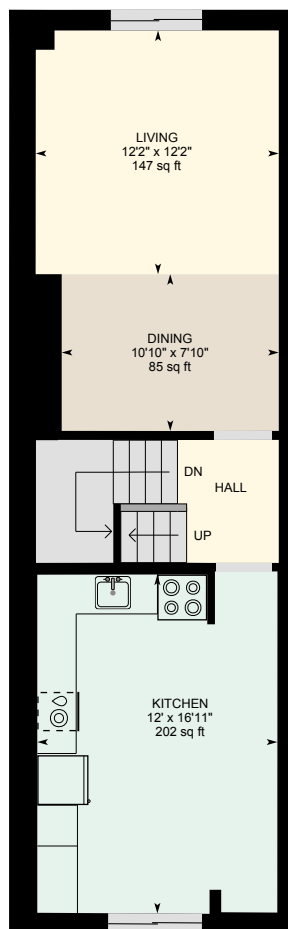 LIVING
12'2" x 12'2"
147 sq ft
DINING
10'10" x 7'10"
85 sq ft
DN
HALL
UP
KITCHEN
12' x 16'11"
202 sq ft